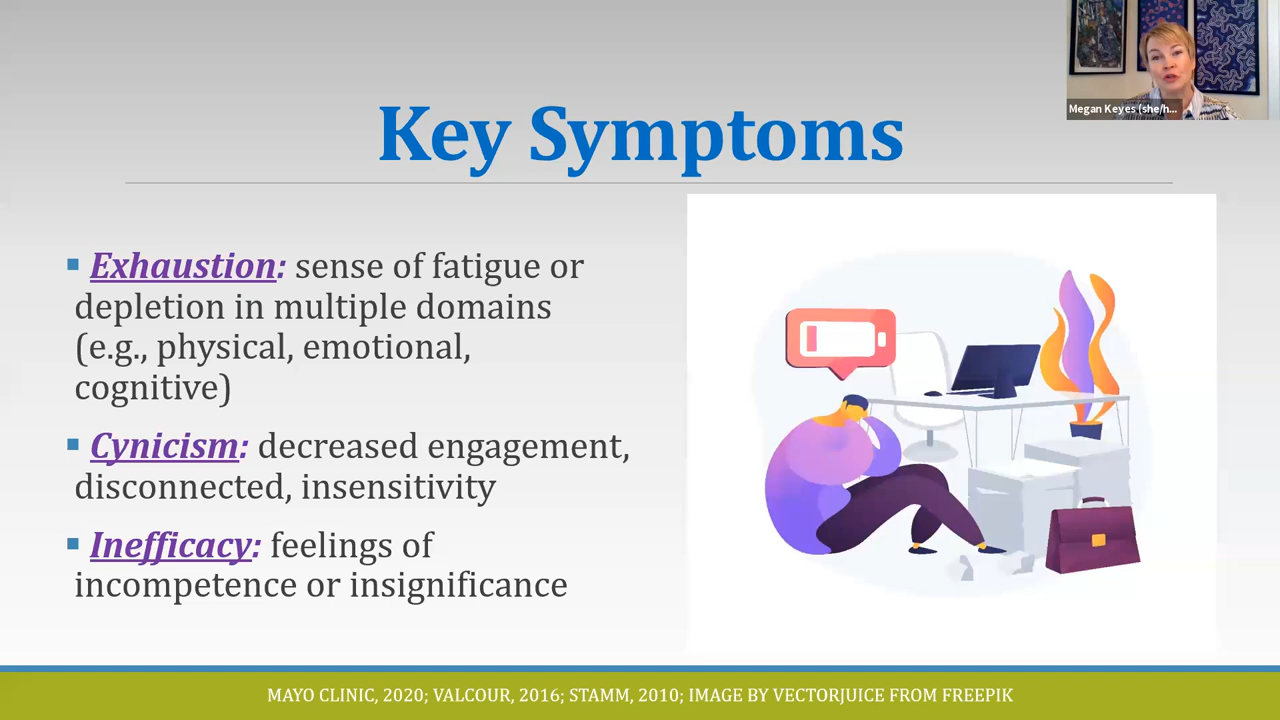 Megan Keyes (she/h...
Key Symptoms
▪ Exhaustion: sense of fatigue or
depletion in multiple domains
(e.g., physical, emotional,
cognitive)
▪ Cynicism: decreased engagement,
disconnected, insensitivity
▪ Inefficacy: feelings of
incompetence or insignificance
MAYO CLINIC, 2020; VALCOUR, 2016; STAMM, 2010; IMAGE BY VECTORJUICE FROM FREEPIK